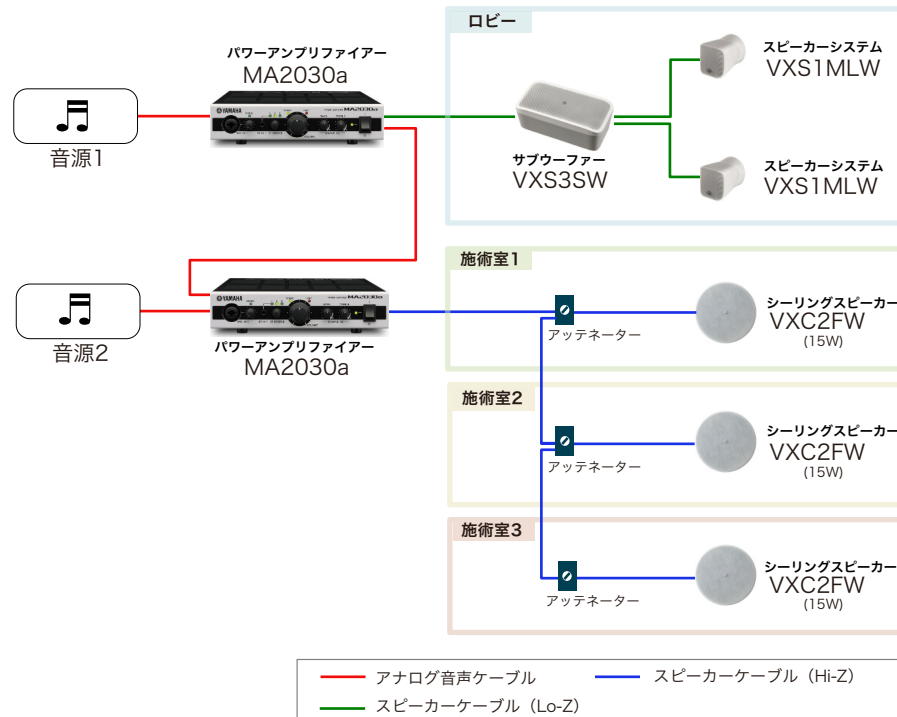 ロビー
パワーアンプリファイアー
MA2030a
YAMAHA
MA2030a
音源1
サブウーファー
VXS3SW
スピーカーシステム
VXS1MLW
スピーカーシステム
VXS1MLW
YAMAHA
MA2030a
音源2
パワーアンプリファイアー
MA2030a
施術室1
アッテネーター
シーリングスピーカー
VXC2FW
(15W)
施術室2
アッテネーター
シーリングスピーカー
VXC2FW
(15W)
施術室3
アッテネーター
シーリングスピーカー
VXC2FW
(15W)
アナログ音声ケーブル
スピーカーケーブル（Hi-Z）
スピーカーケーブル（Lo-Z）